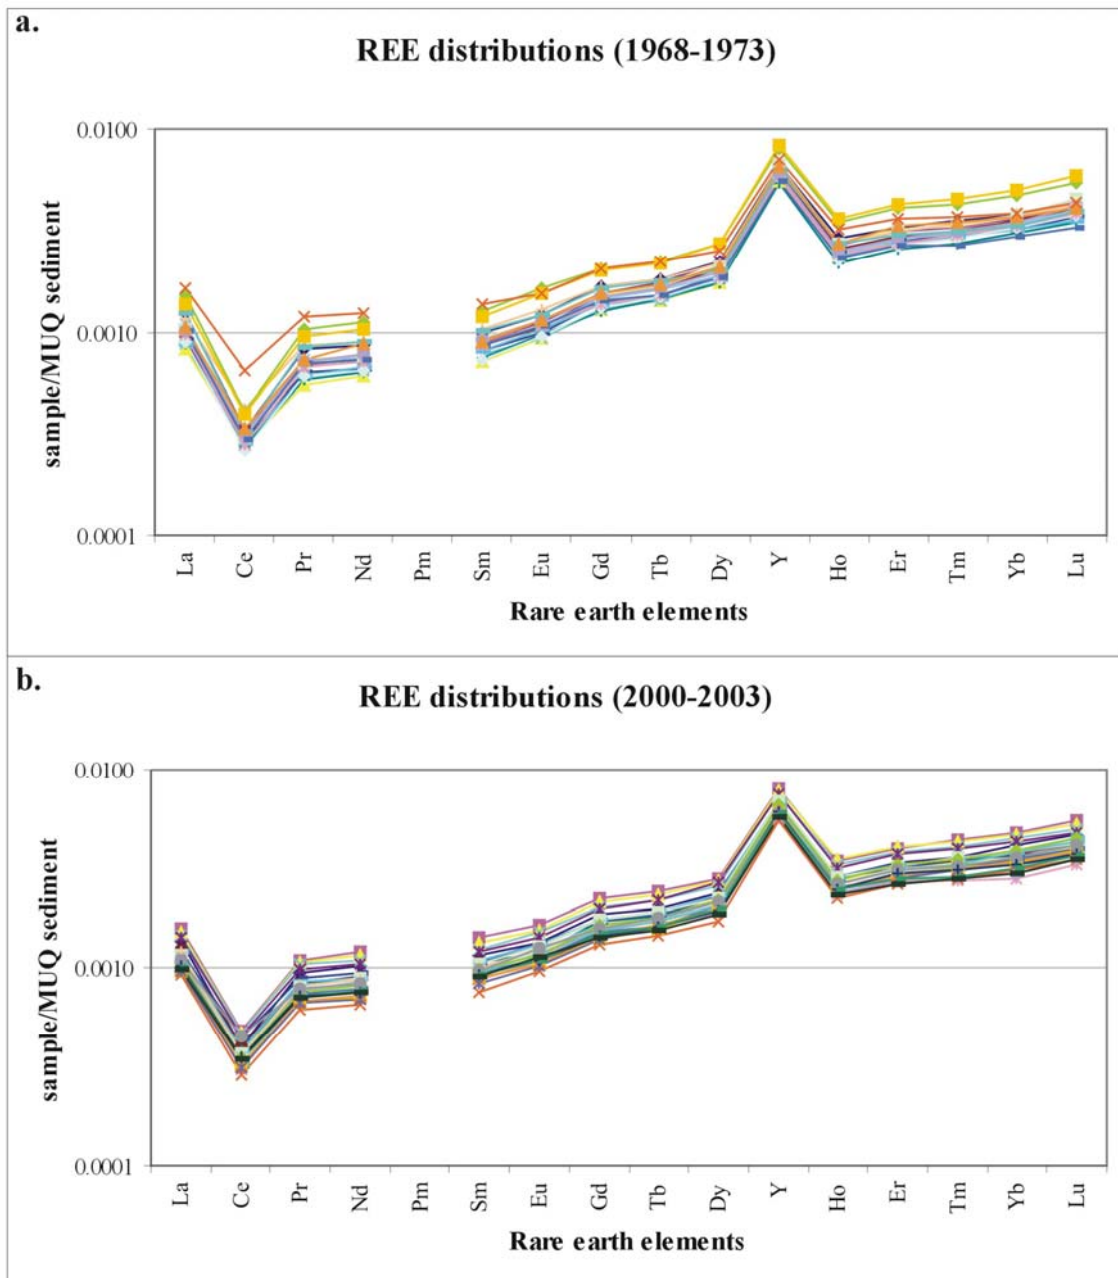 a.
REE distributions (1968-1973)
0.0100
0.0010
0.0001
sample/MUQ sediment
La Ce Pr Nd Pm Sm Eu Gd Tb Dy Y Ho Er Tm Yb Lu
Rare earth elements
b.
REE distributions (2000-2003)
0.0100
0.0010
0.0001
sample/MUQ sediment
La Ce Pr Nd Pm Sm Eu Gd Tb Dy Y Ho Er Tm Yb Lu
Rare earth elements